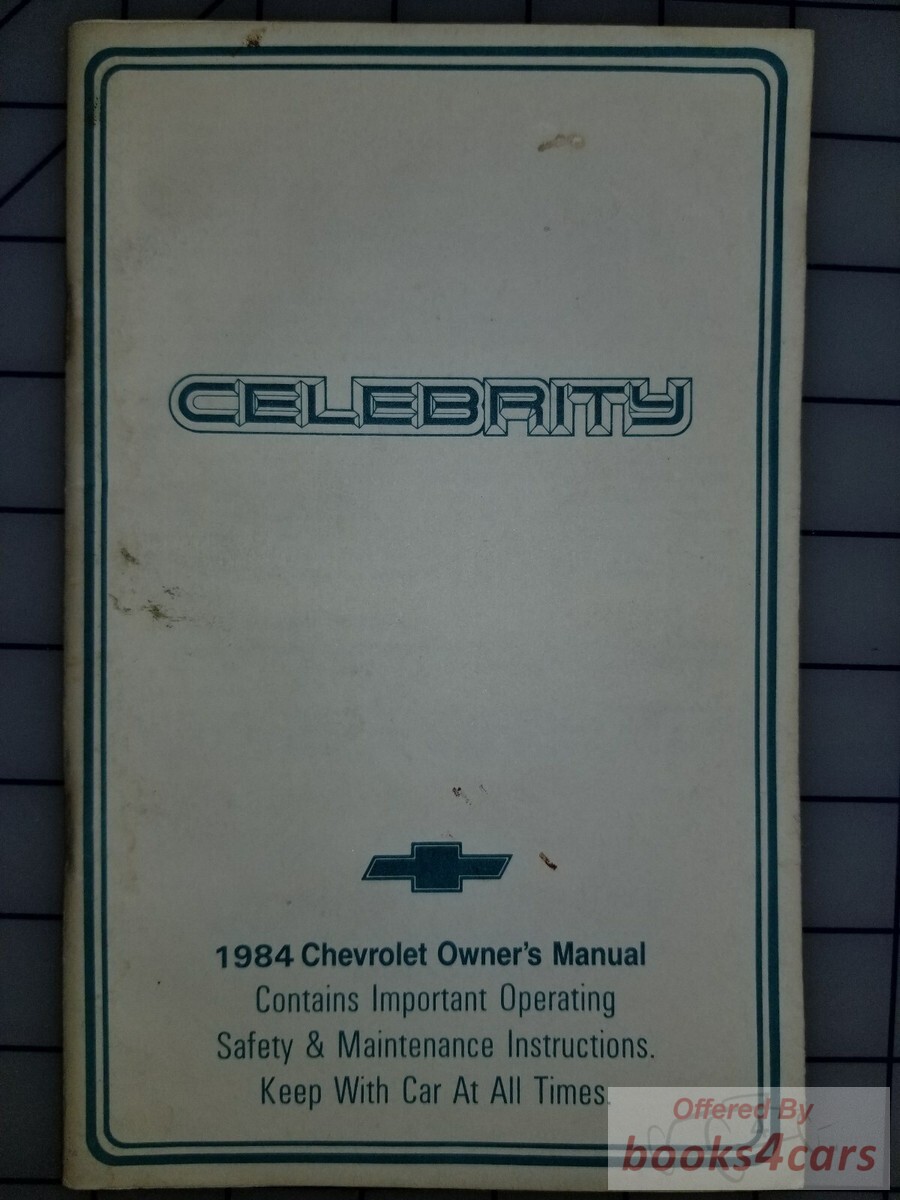 CELEBRITY
1984 Chevrolet Owner's Manual
Contains Important Operating
Safety & Maintenance Instructions.
Keep With Car At All Times.
Offered By
books4cars